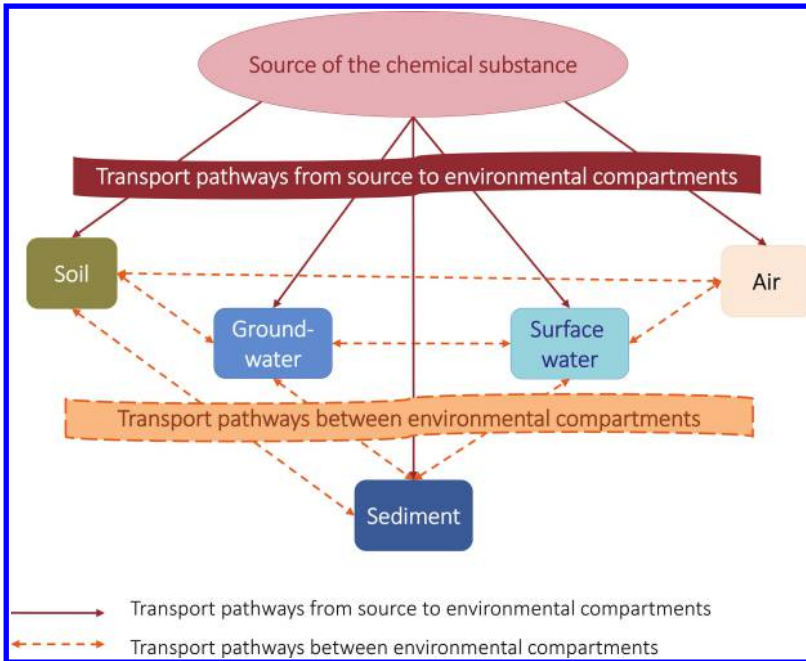 Source of the chemical substance
Transport pathways from source to environmental compartments
Soil
Air
Ground-
water
Surface
water
Transport pathways between environmental compartments
Sediment
Transport pathways from source to environmental compartments
Transport pathways between environmental compartments